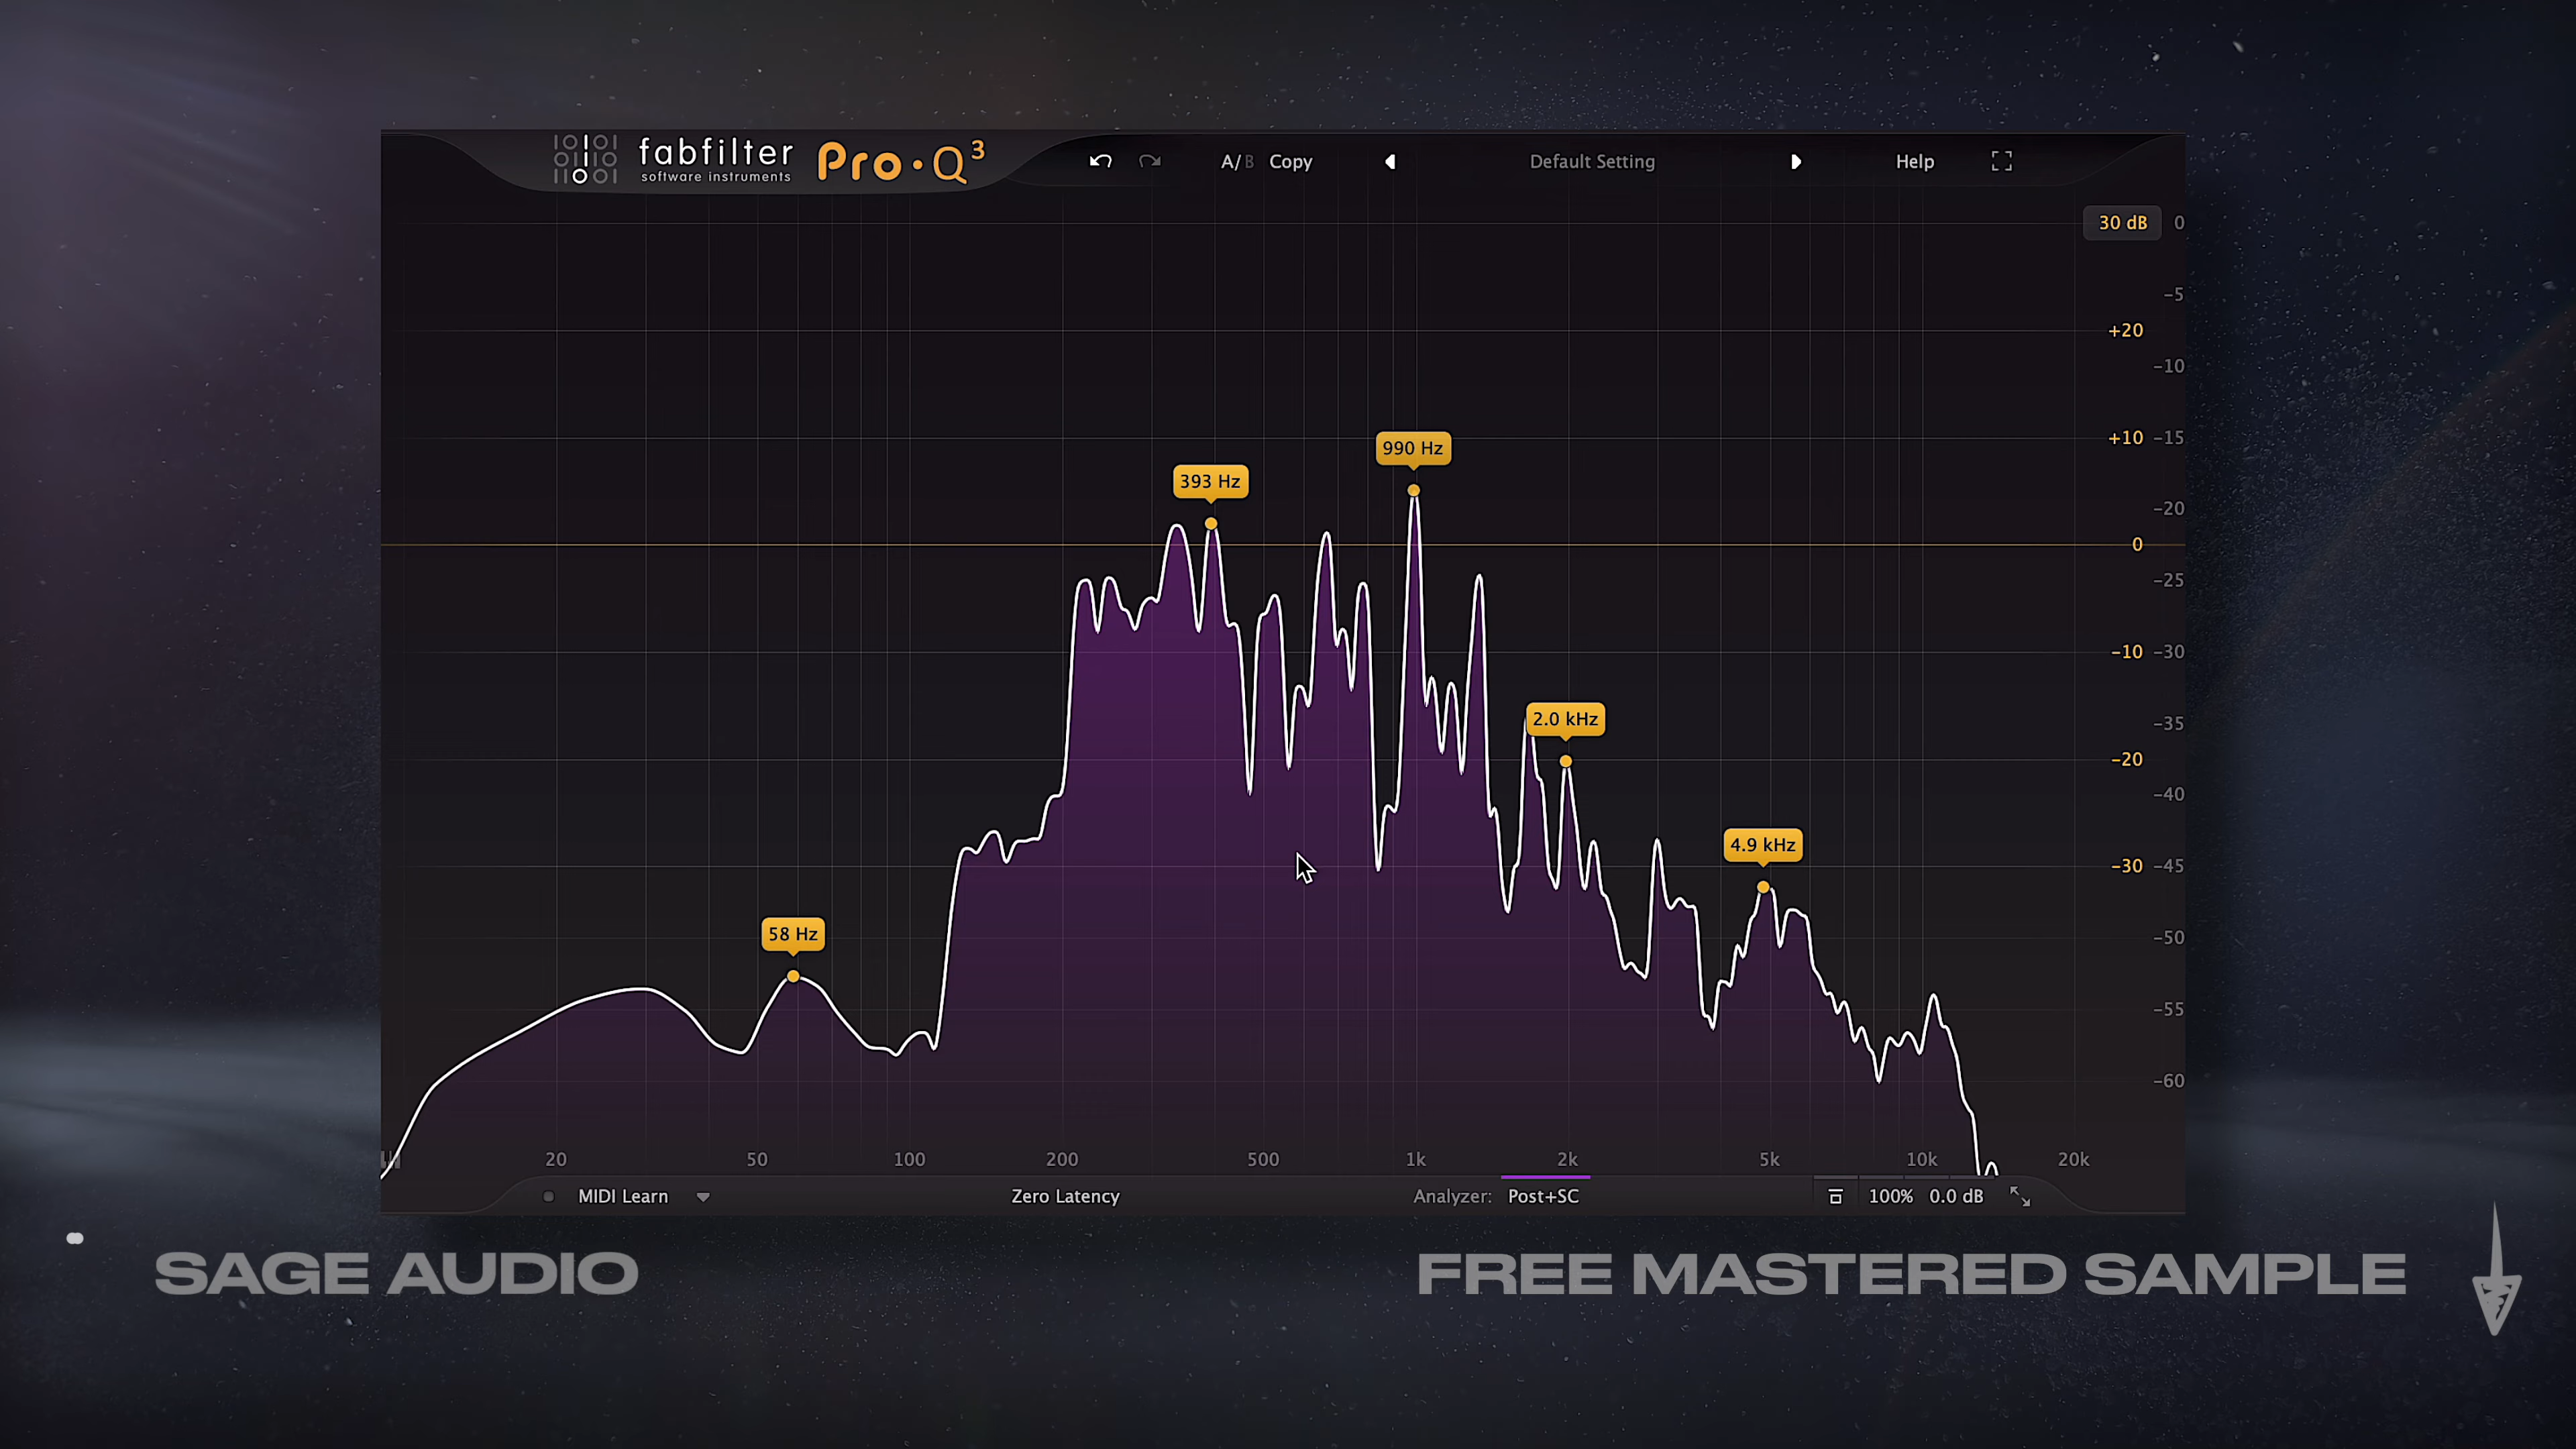 fabfilter
software instruments
Pro·Q³
A/B Copy
Default Setting
Help
30 dB 0
-5
+20
-10
+10 -15
990 Hz
393 Hz
-20
0
-25
-10 -30
2.0 kHz
-35
-20
-40
4.9 kHz
-30 -45
58 Hz
-50
-55
-60
20 50 100 200 500 1k 2k 5k 10k 20k
MIDI Learn
Zero Latency
Analyzer: Post+SC
100% 0.0 dB
SAGE AUDIO
FREE MASTERED SAMPLE